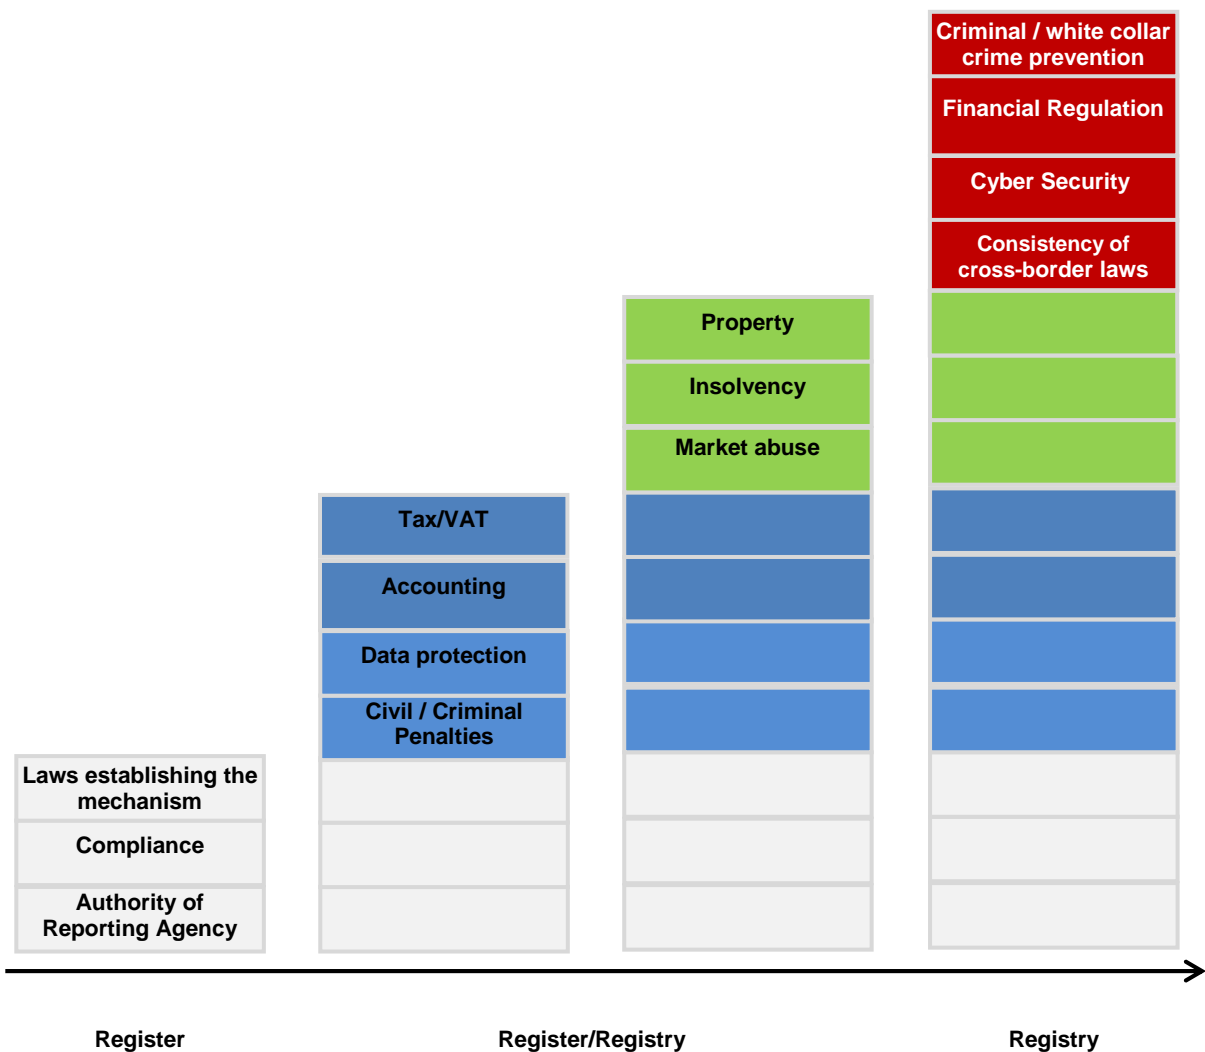 Criminal / white collar
crime prevention
Financial Regulation
Cyber Security
Consistency of
cross-border laws
Property
Insolvency
Market abuse
Tax/VAT
Accounting
Data protection
Civil / Criminal
Penalties
Laws establishing the
mechanism
Compliance
Authority of
Reporting Agency
Register
Register/Registry
Registry